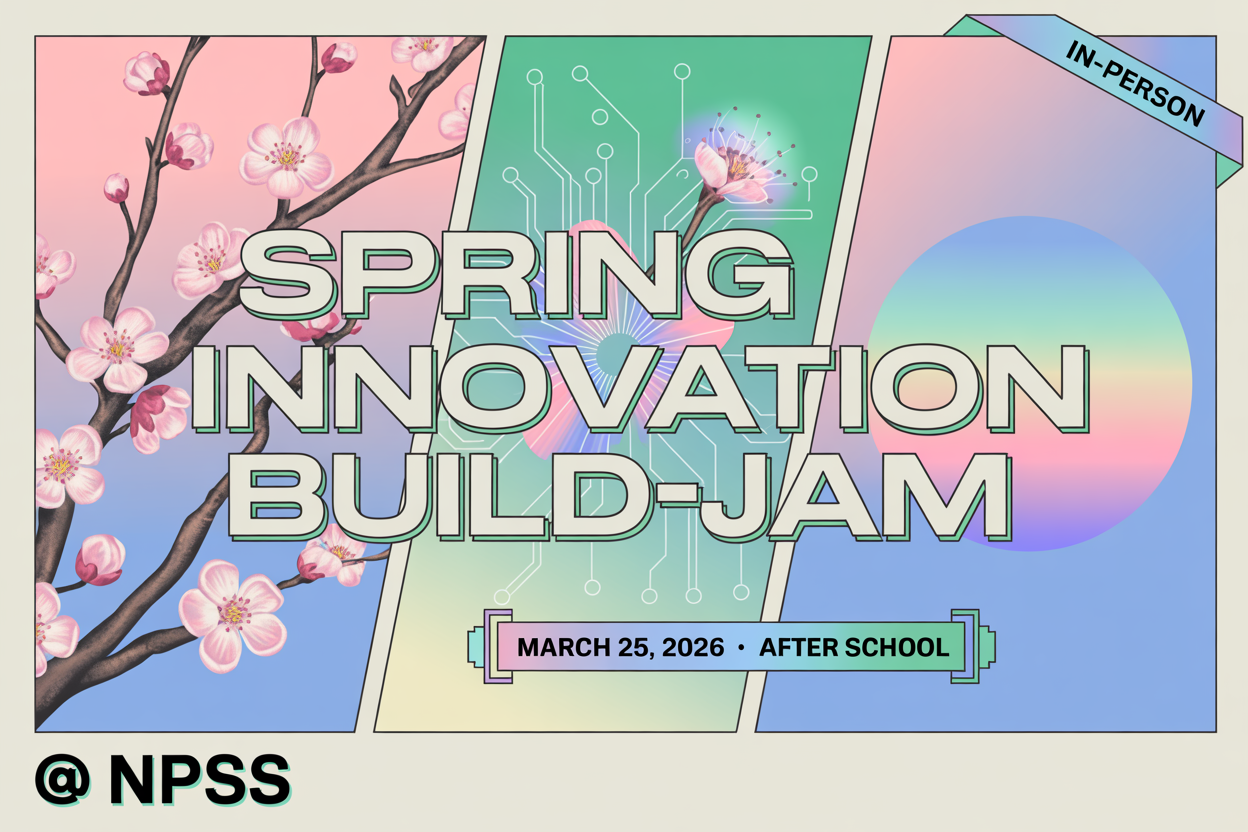 IN-PERSON
SPRING
INNOVATION
BUILD-JAM
MARCH 25, 2026 · AFTER SCHOOL
@ NPSS